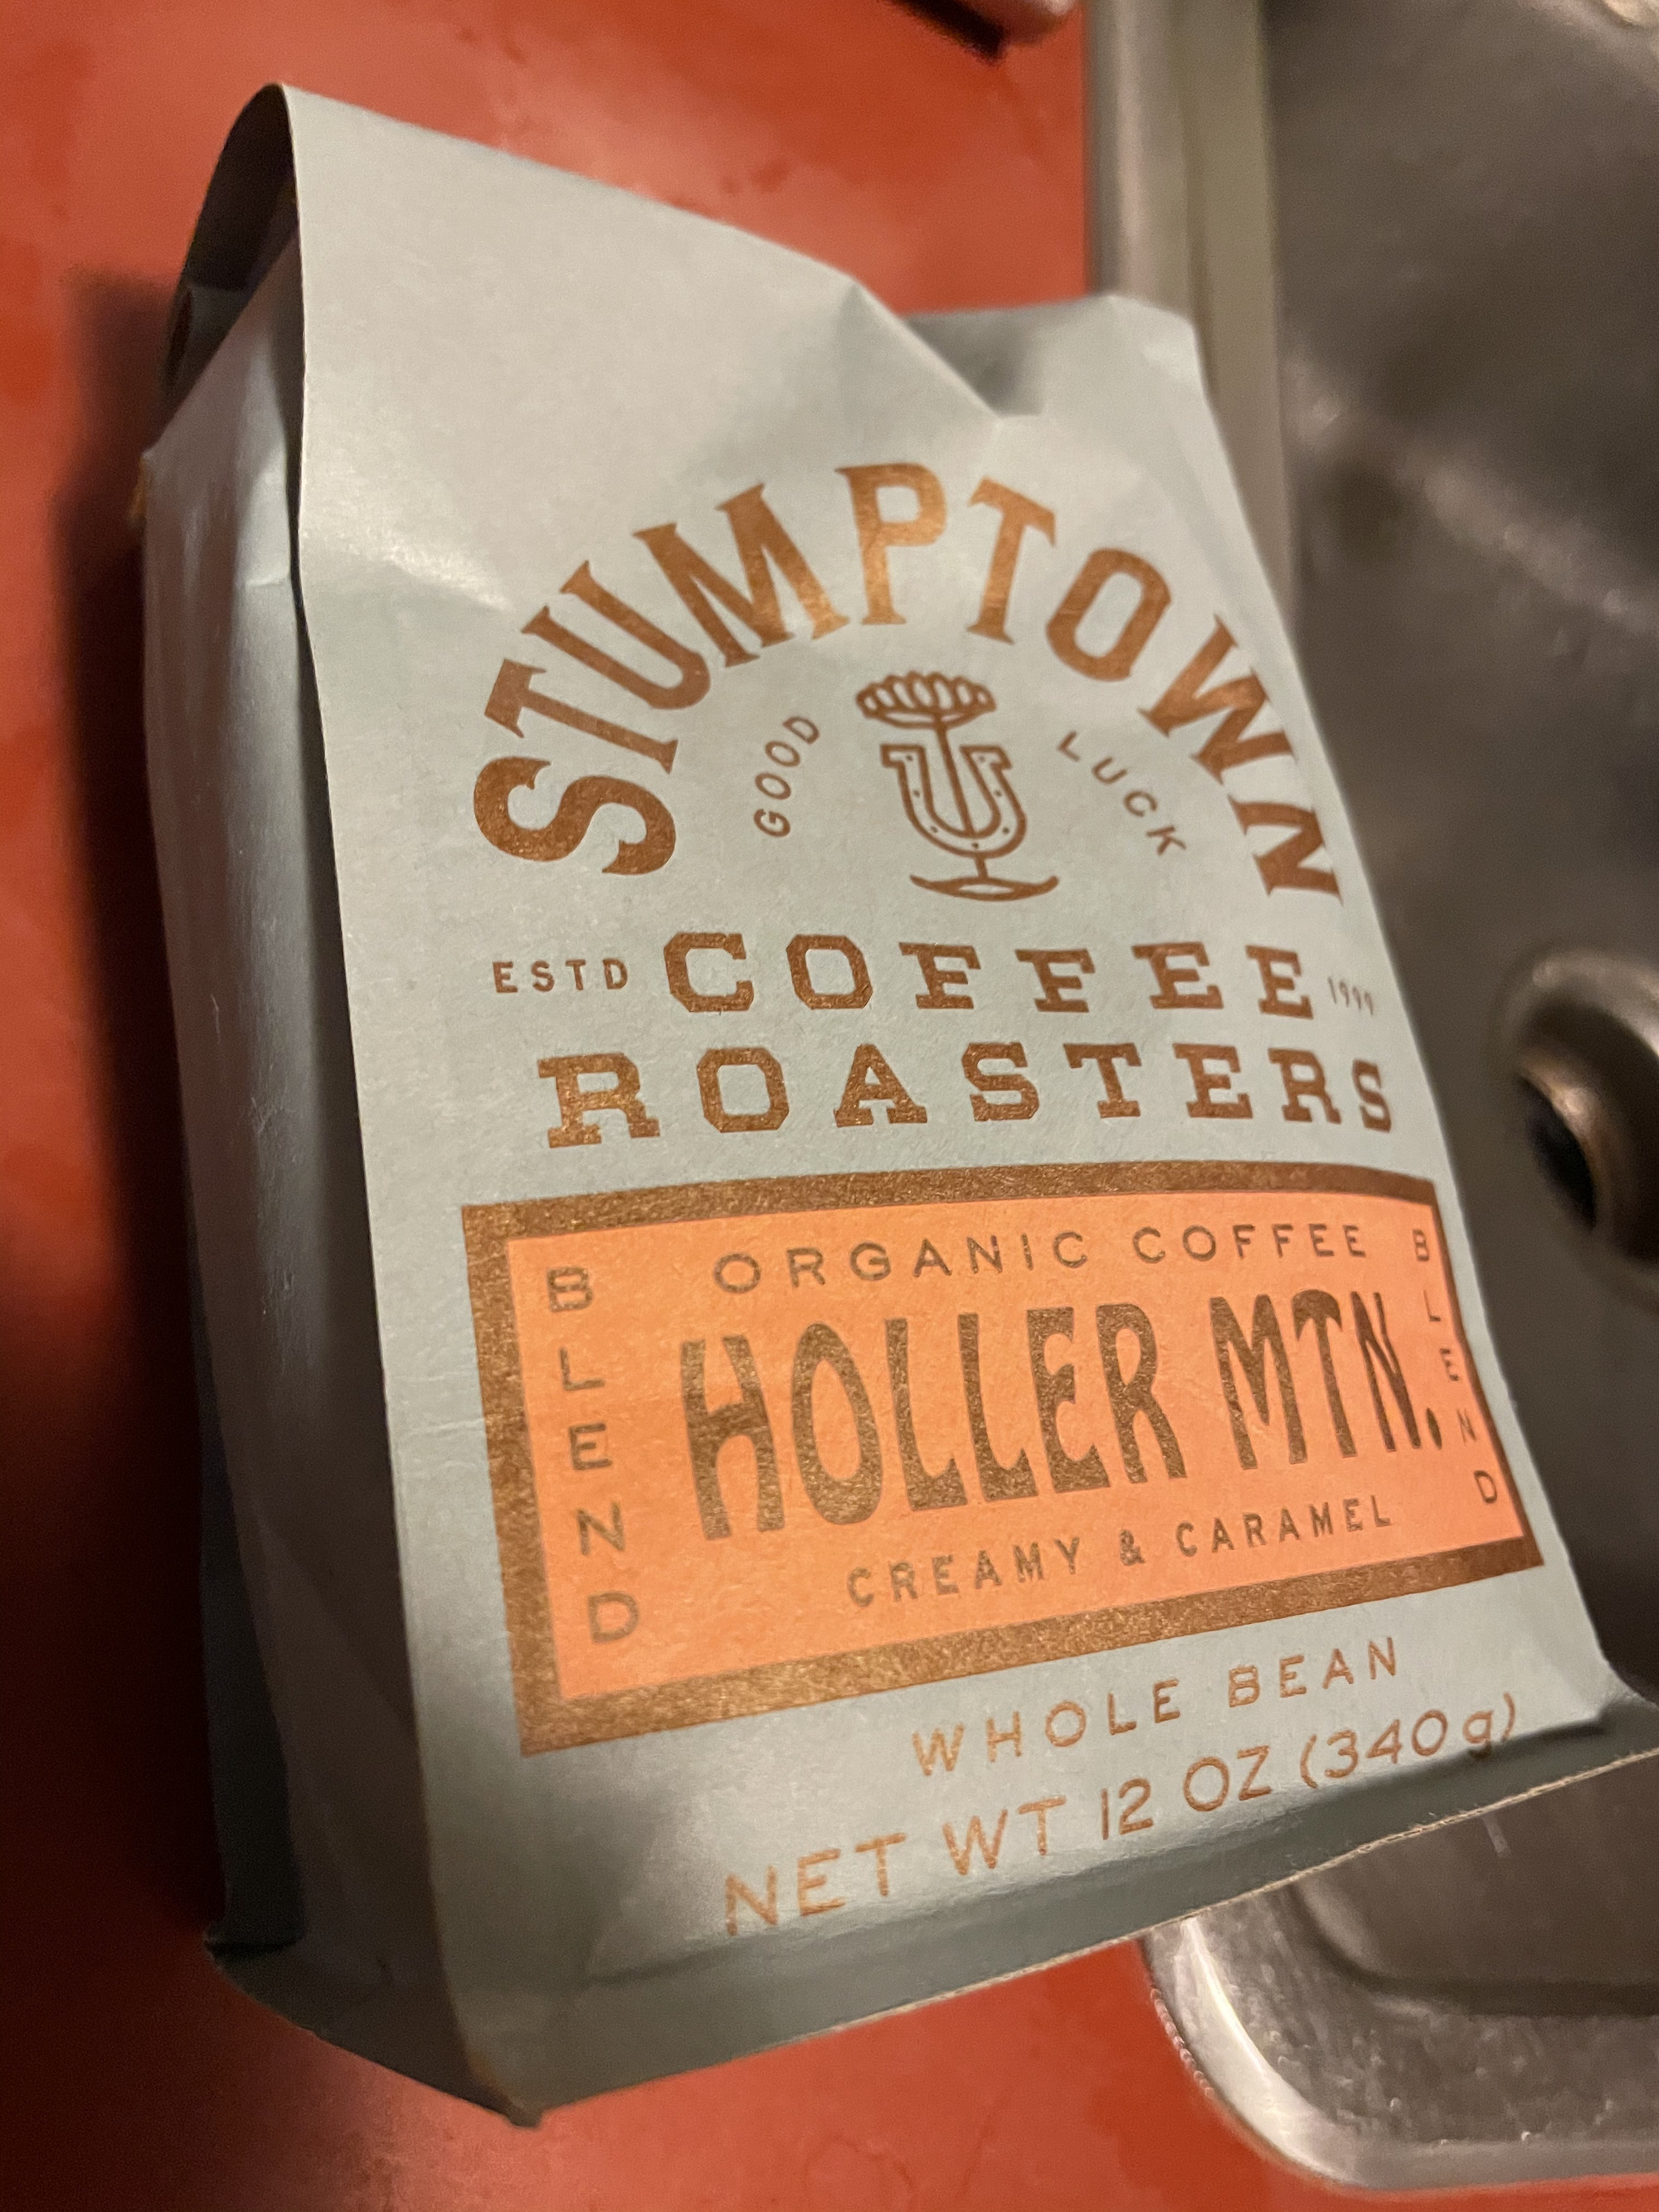 STUMPTOWN
GOOD LUCK
ESTD COFFEE 1999
ROASTERS
ORGANIC COFFEE
BLEND HOLLER MTN. BLEND
CREAMY & CARAMEL
WHOLE BEAN
NET WT 12 OZ (340 g)